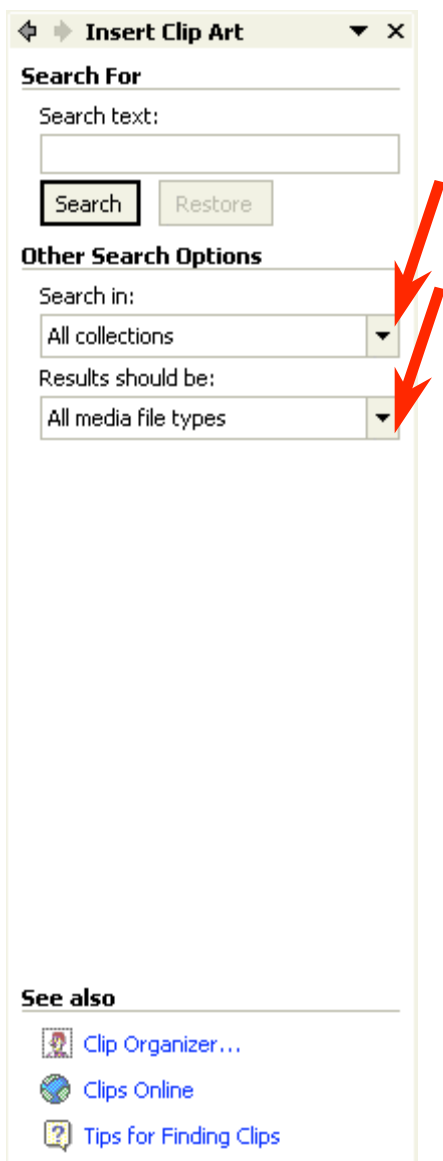 Insert Clip Art
Search For
Search text:
Search Restore
Other Search Options
Search in:
All collections
Results should be:
All media file types
See also
Clip Organizer...
Clips Online
Tips for Finding Clips